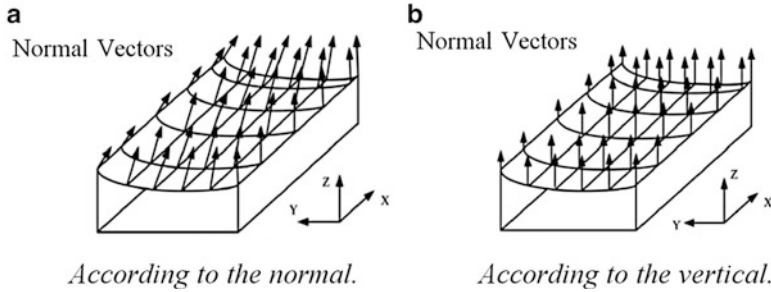 a
Normal Vectors
Z
Y
X
According to the normal.
b
Normal Vectors
Z
Y
X
According to the vertical.